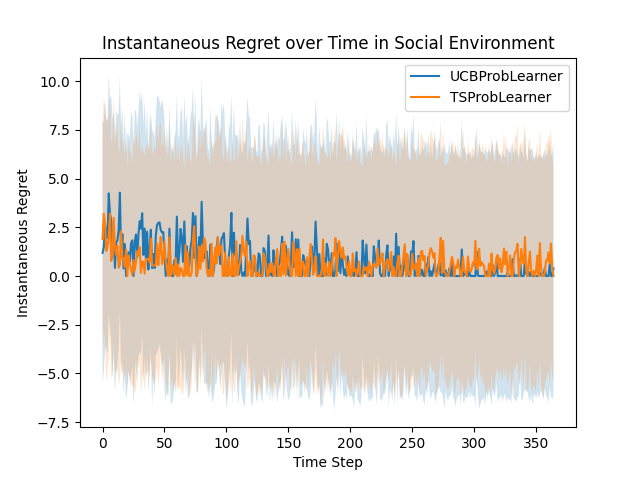 Instantaneous Regret over Time in Social Environment
UCBProbLearner
TSProbLearner
Instantaneous Regret
10.0
7.5
5.0
2.5
0.0
−2.5
−5.0
−7.5
0 50 100 150 200 250 300 350
Time Step